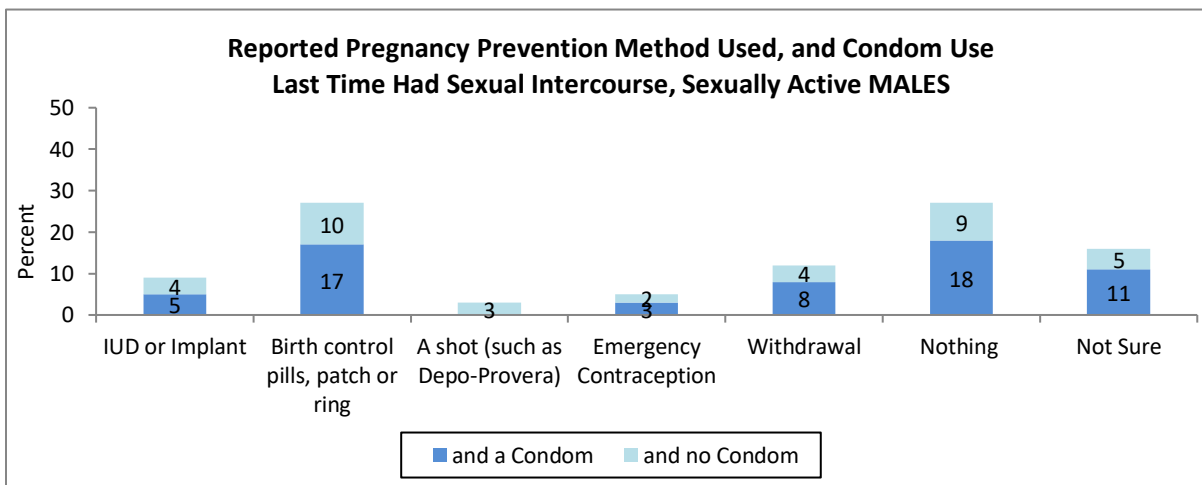 Reported Pregnancy Prevention Method Used, and Condom Use
Last Time Had Sexual Intercourse, Sexually Active MALES
Percent
50
40
30
20
10
0
4
5
10
17
3
2
3
4
8
9
18
5
11
IUD or Implant
Birth control
pills, patch or
ring
A shot (such as
Depo-Provera)
Emergency
Contraception
Withdrawal
Nothing
Not Sure
and a Condom and no Condom